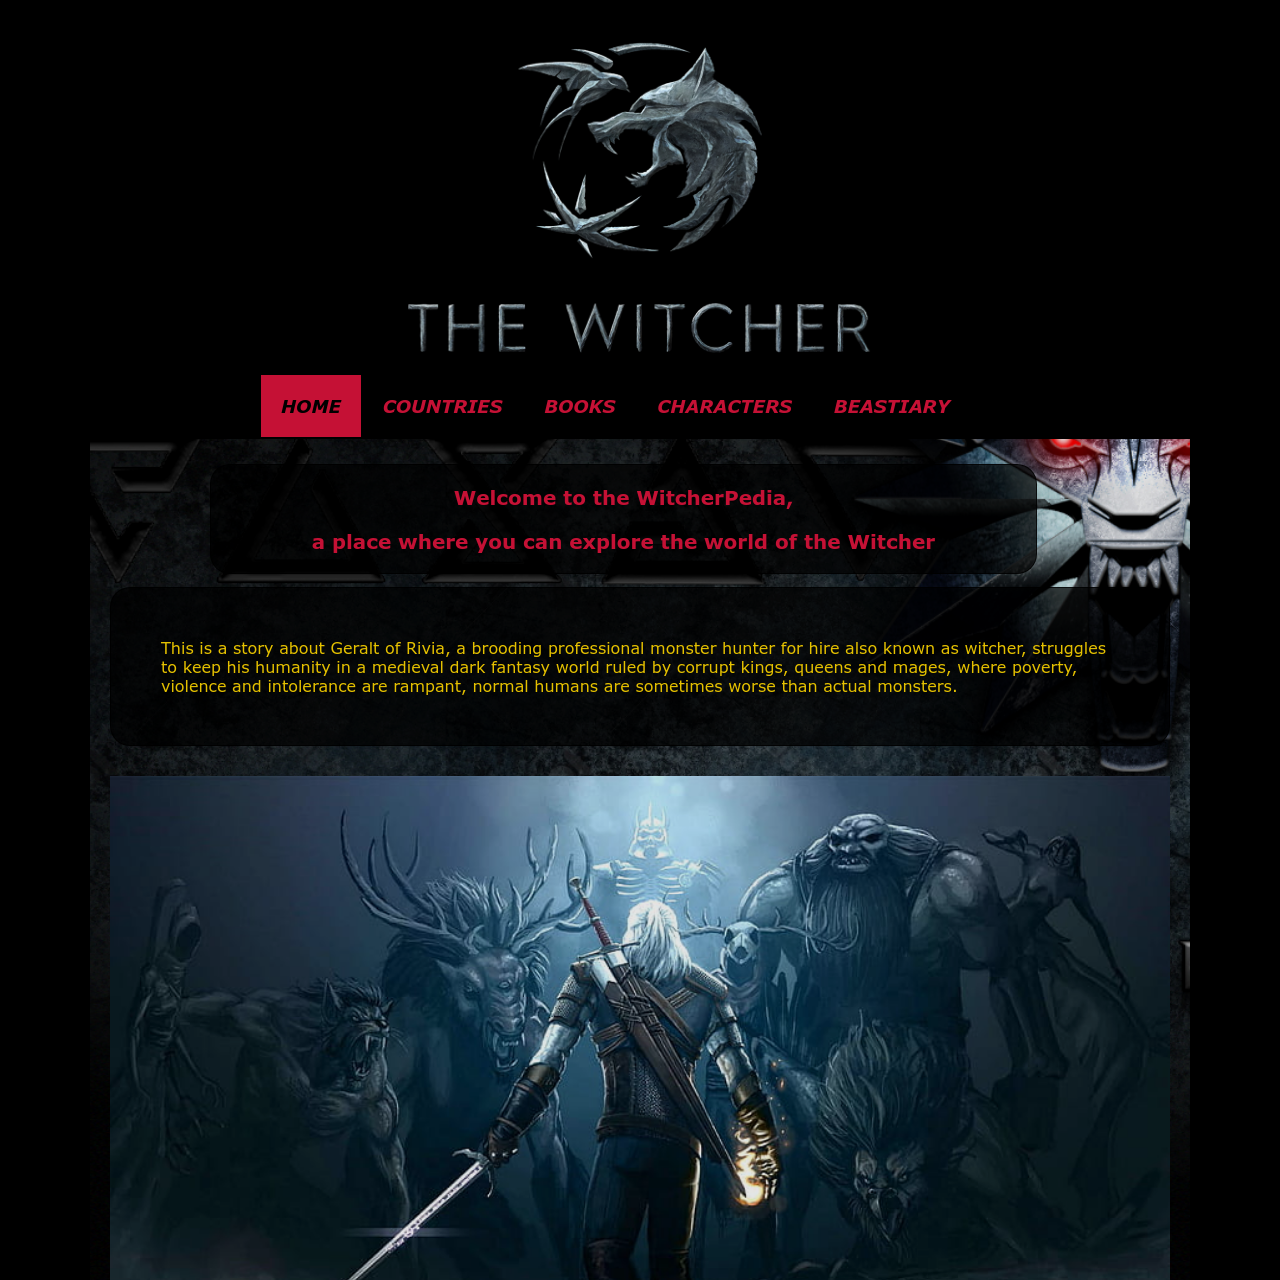 THE WITCHER
HOME COUNTRIES BOOKS CHARACTERS BEASTIARY
Welcome to the WitcherPedia,
a place where you can explore the world of the Witcher
This is a story about Geralt of Rivia, a brooding professional monster hunter for hire also known as witcher, struggles
to keep his humanity in a medieval dark fantasy world ruled by corrupt kings, queens and mages, where poverty,
violence and intolerance are rampant, normal humans are sometimes worse than actual monsters.